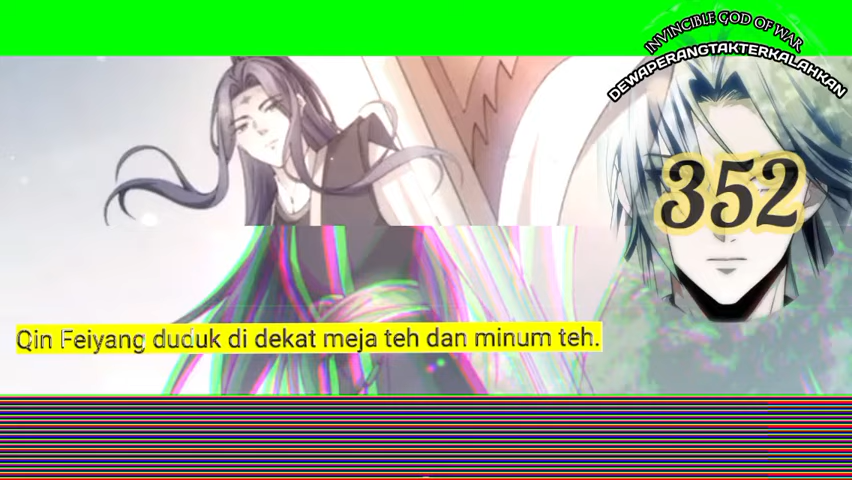 INVINCIBLE GOD OF WAR
DEWAPERANGTAKTERKALAHKAN
352
Qin Feiyang duduk di dekat meja teh dan minum teh.